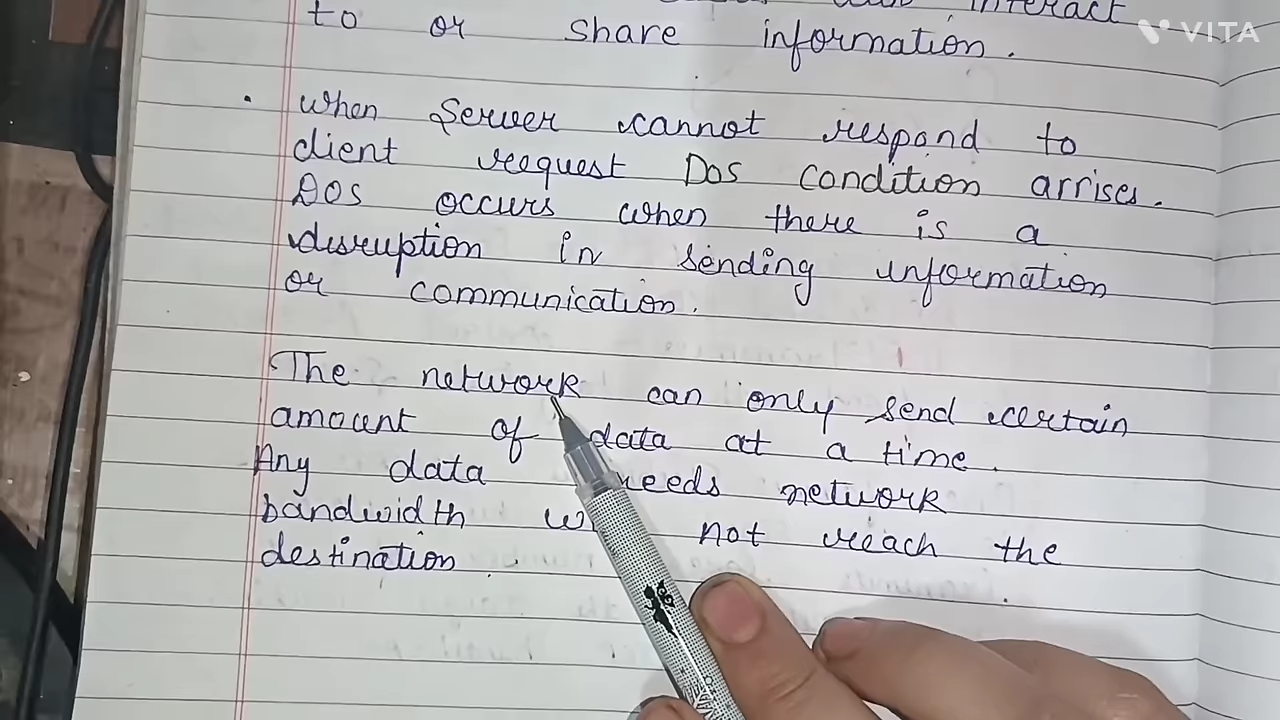 interact
to or share information.
VITA
. when Server cannot respond to
client request DoS condition arrises.
DOS occurs when there is a
disruption in sending information
or communication.
The network can only send certain
amount of data at a time.
Any data needs network
bandwidth not reach the
destination.